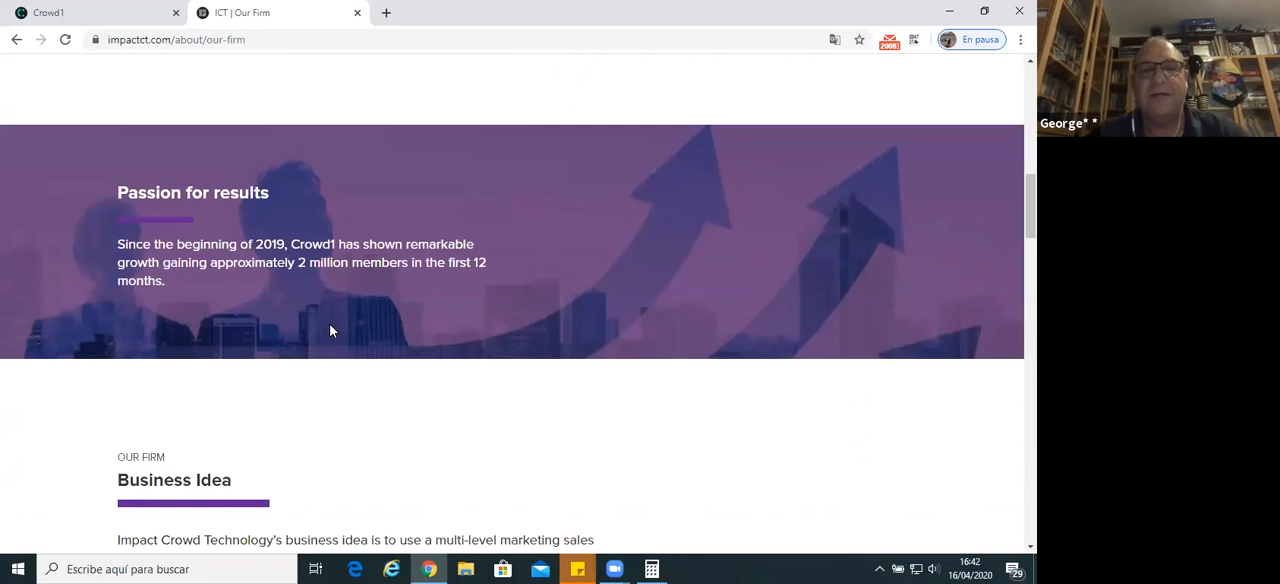 Crowd1
ICT | Our Firm
impactct.com/about/our-firm
En pausa
George* *
Passion for results
Since the beginning of 2019, Crowd1 has shown remarkable
growth gaining approximately 2 million members in the first 12
months.
OUR FIRM
Business Idea
Impact Crowd Technology's business idea is to use a multi-level marketing sales
Escribe aquí para buscar
16:42
16/04/2020
29